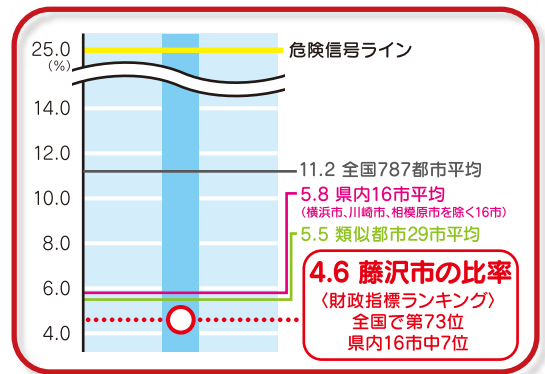 25.0
(%)
危険信号ライン
14.0
12.0
11.2 全国787都市平均
10.0
5.8 県内16市平均
(横浜市、川崎市、相模原市を除く16市)
8.0
5.5 類似都市29市平均
6.0
4.0
4.6 藤沢市の比率
〈財政指標ランキング〉
全国で第73位
県内16市中7位